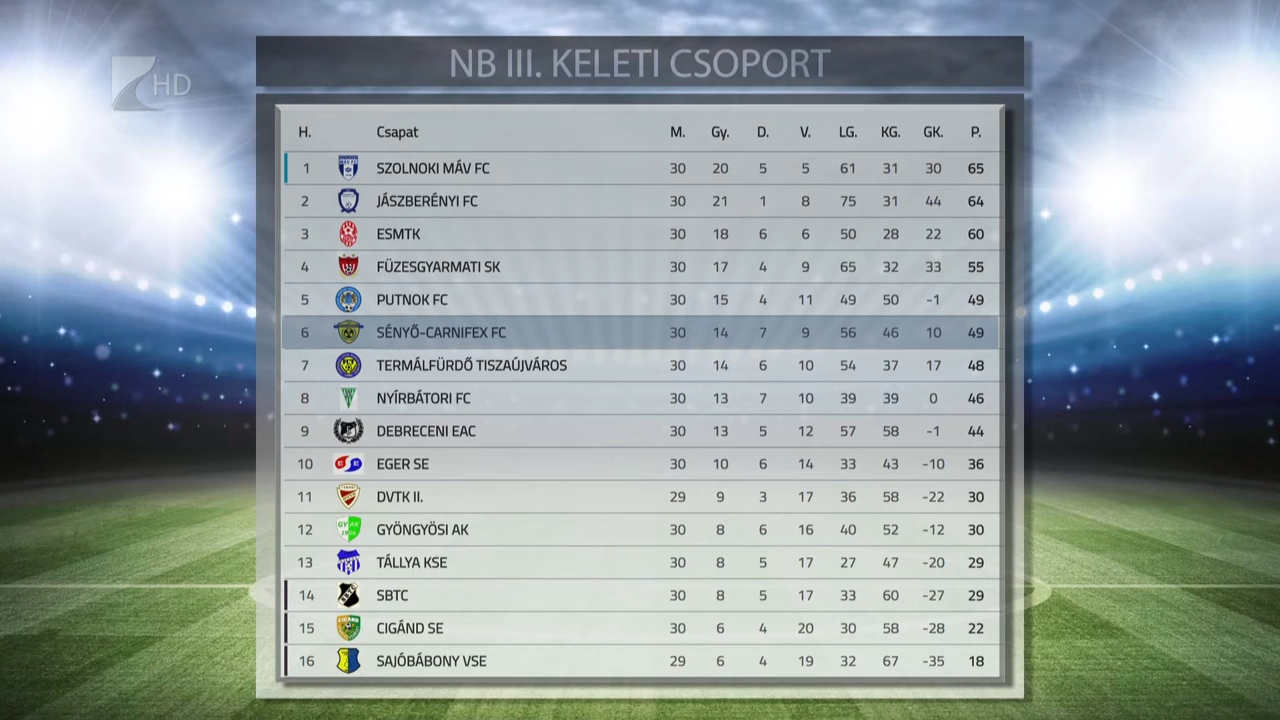 HD
NB III. KELETI CSOPORT
H. Csapat M. Gy. D. V. LG. KG. GK. P.
1 SZOLNOKI MÁV FC 30 20 5 5 61 31 30 65
2 JÁSZBERÉNYI FC 30 21 1 8 75 31 44 64
3 ESMTK 30 18 6 6 50 28 22 60
4 FÜZESGYARMATI SK 30 17 4 9 65 32 33 55
5 PUTNOK FC 30 15 4 11 49 50 -1 49
6 SÉNYŐ-CARNIFEX FC 30 14 7 9 56 46 10 49
7 TERMÁLFÜRDŐ TISZAÚJVÁROS 30 14 6 10 54 37 17 48
8 NYÍRBÁTORI FC 30 13 7 10 39 39 0 46
9 DEBRECENI EAC 30 13 5 12 57 58 -1 44
10 EGER SE 30 10 6 14 33 43 -10 36
11 DVTK II. 29 9 3 17 36 58 -22 30
12 GYÖNGYÖSI AK 30 8 6 16 40 52 -12 30
13 TÁLLYA KSE 30 8 5 17 27 47 -20 29
14 SBTC 30 8 5 17 33 60 -27 29
15 CIGÁND SE 30 6 4 20 30 58 -28 22
16 SAJÓBÁBONY VSE 29 6 4 19 32 67 -35 18